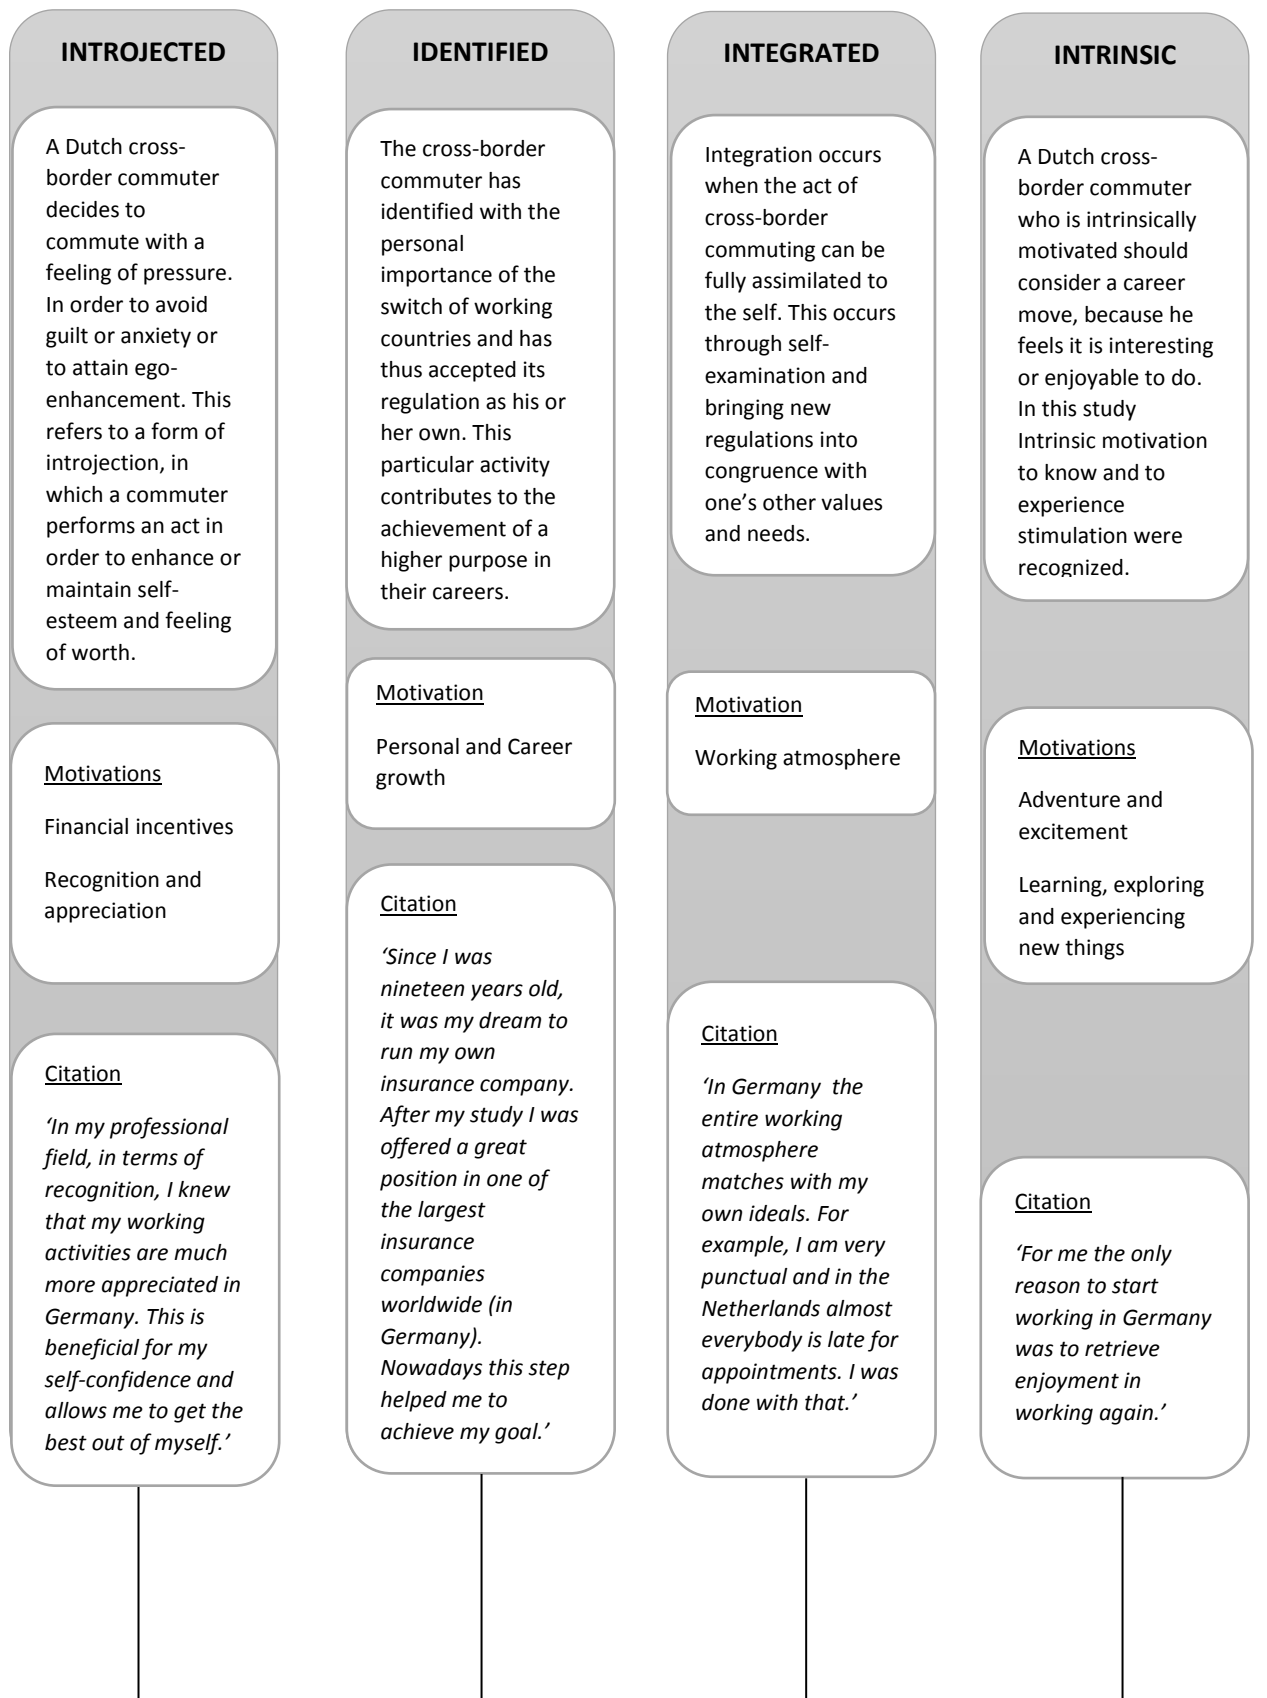 INTROJECTED
A Dutch cross-
border commuter
decides to
commute with a
feeling of pressure.
In order to avoid
guilt or anxiety or
to attain ego-
enhancement. This
refers to a form of
introjection, in
which a commuter
performs an act in
order to enhance or
maintain self-
esteem and feeling
of worth.
Motivations
Financial incentives
Recognition and
appreciation
Citation
‘In my professional
field, in terms of
recognition, I knew
that my working
activities are much
more appreciated in
Germany. This is
beneficial for my
self-confidence and
allows me to get the
best out of myself.’
IDENTIFIED
The cross-border
commuter has
identified with the
personal
importance of the
switch of working
countries and has
thus accepted its
regulation as his or
her own. This
particular activity
contributes to the
achievement of a
higher purpose in
their careers.
Motivation
Personal and Career
growth
Citation
‘Since I was
nineteen years old,
it was my dream to
run my own
insurance company.
After my study I was
offered a great
position in one of
the largest
insurance
companies
worldwide (in
Germany).
Nowadays this step
helped me to
achieve my goal.’
INTEGRATED
Integration occurs
when the act of
cross-border
commuting can be
fully assimilated to
the self. This occurs
through self-
examination and
bringing new
regulations into
congruence with
one’s other values
and needs.
Motivation
Working atmosphere
Citation
‘In Germany  the
entire working
atmosphere
matches with my
own ideals. For
example, I am very
punctual and in the
Netherlands almost
everybody is late for
appointments. I was
done with that.’
INTRINSIC
A Dutch cross-
border commuter
who is intrinsically
motivated should
consider a career
move, because he
feels it is interesting
or enjoyable to do.
In this study
Intrinsic motivation
to know and to
experience
stimulation were
recognized.
Motivations
Adventure and
excitement
Learning, exploring
and experiencing
new things
Citation
‘For me the only
reason to start
working in Germany
was to retrieve
enjoyment in
working again.’